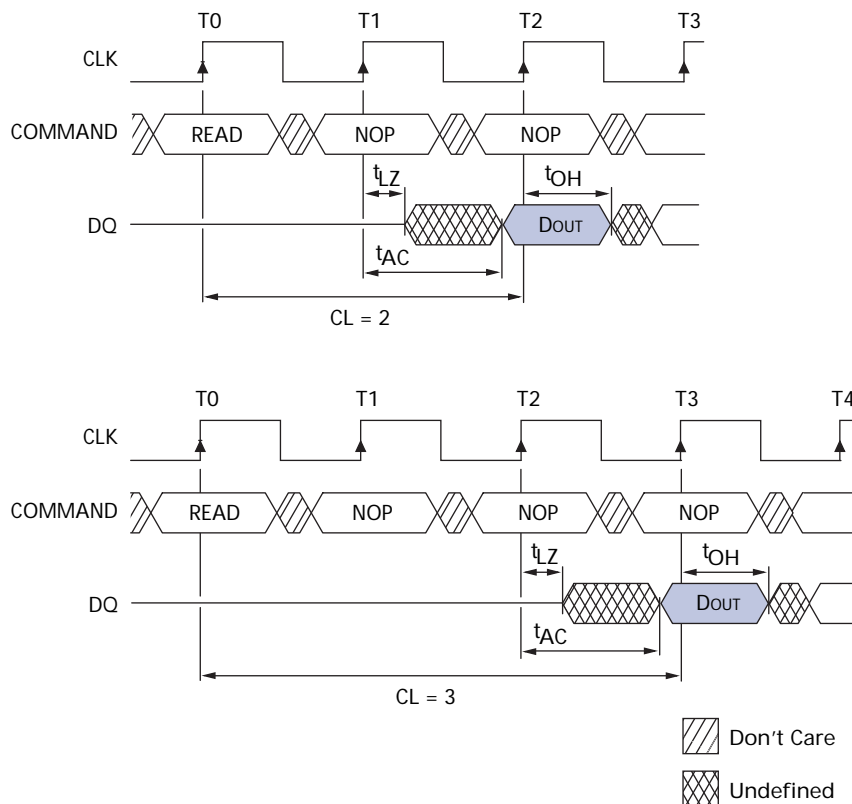 T0 T1 T2 T3
CLK
COMMAND READ NOP NOP
tLZ tOH
DQ DOUT
tAC
CL = 2
T0 T1 T2 T3 T4
CLK
COMMAND READ NOP NOP NOP
tLZ tOH
DQ DOUT
tAC
CL = 3
Don't Care
Undefined